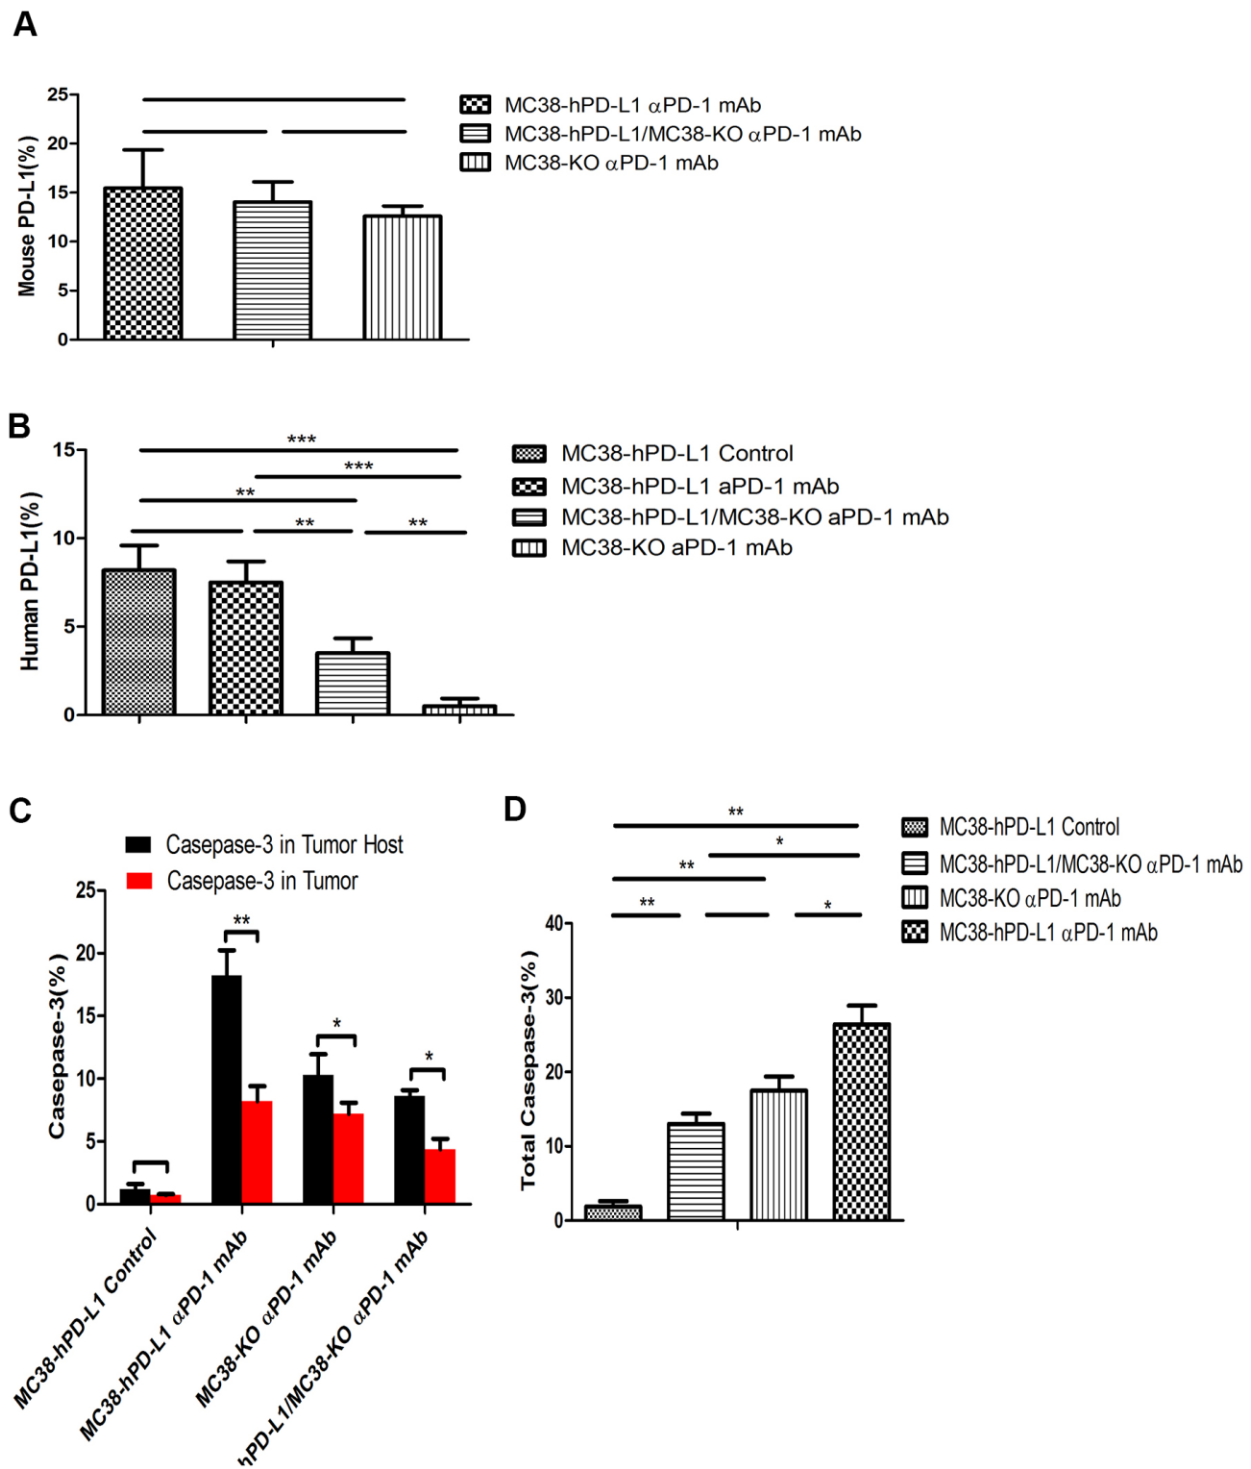 A
25
20
15
10
5
0
Mouse PD-L1(%)
MC38-hPD-L1 αPD-1 mAb
MC38-hPD-L1/MC38-KO αPD-1 mAb
MC38-KO αPD-1 mAb
B
15
10
5
0
Human PD-L1(%)
***
***
**
**
**
MC38-hPD-L1 Control
MC38-hPD-L1 aPD-1 mAb
MC38-hPD-L1/MC38-KO aPD-1 mAb
MC38-KO aPD-1 mAb
C
Casepase-3 in Tumor Host
Casepase-3 in Tumor
25
20
15
10
5
0
Casepase-3(%)
**
*
*
MC38-hPD-L1 Control
MC38-hPD-L1 αPD-1 mAb
MC38-KO αPD-1 mAb
hPD-L1/MC38-KO αPD-1 mAb
D
**
*
**
**
*
40
30
20
10
0
Total Casepase-3(%)
MC38-hPD-L1 Control
MC38-hPD-L1/MC38-KO αPD-1 mAb
MC38-KO αPD-1 mAb
MC38-hPD-L1 αPD-1 mAb